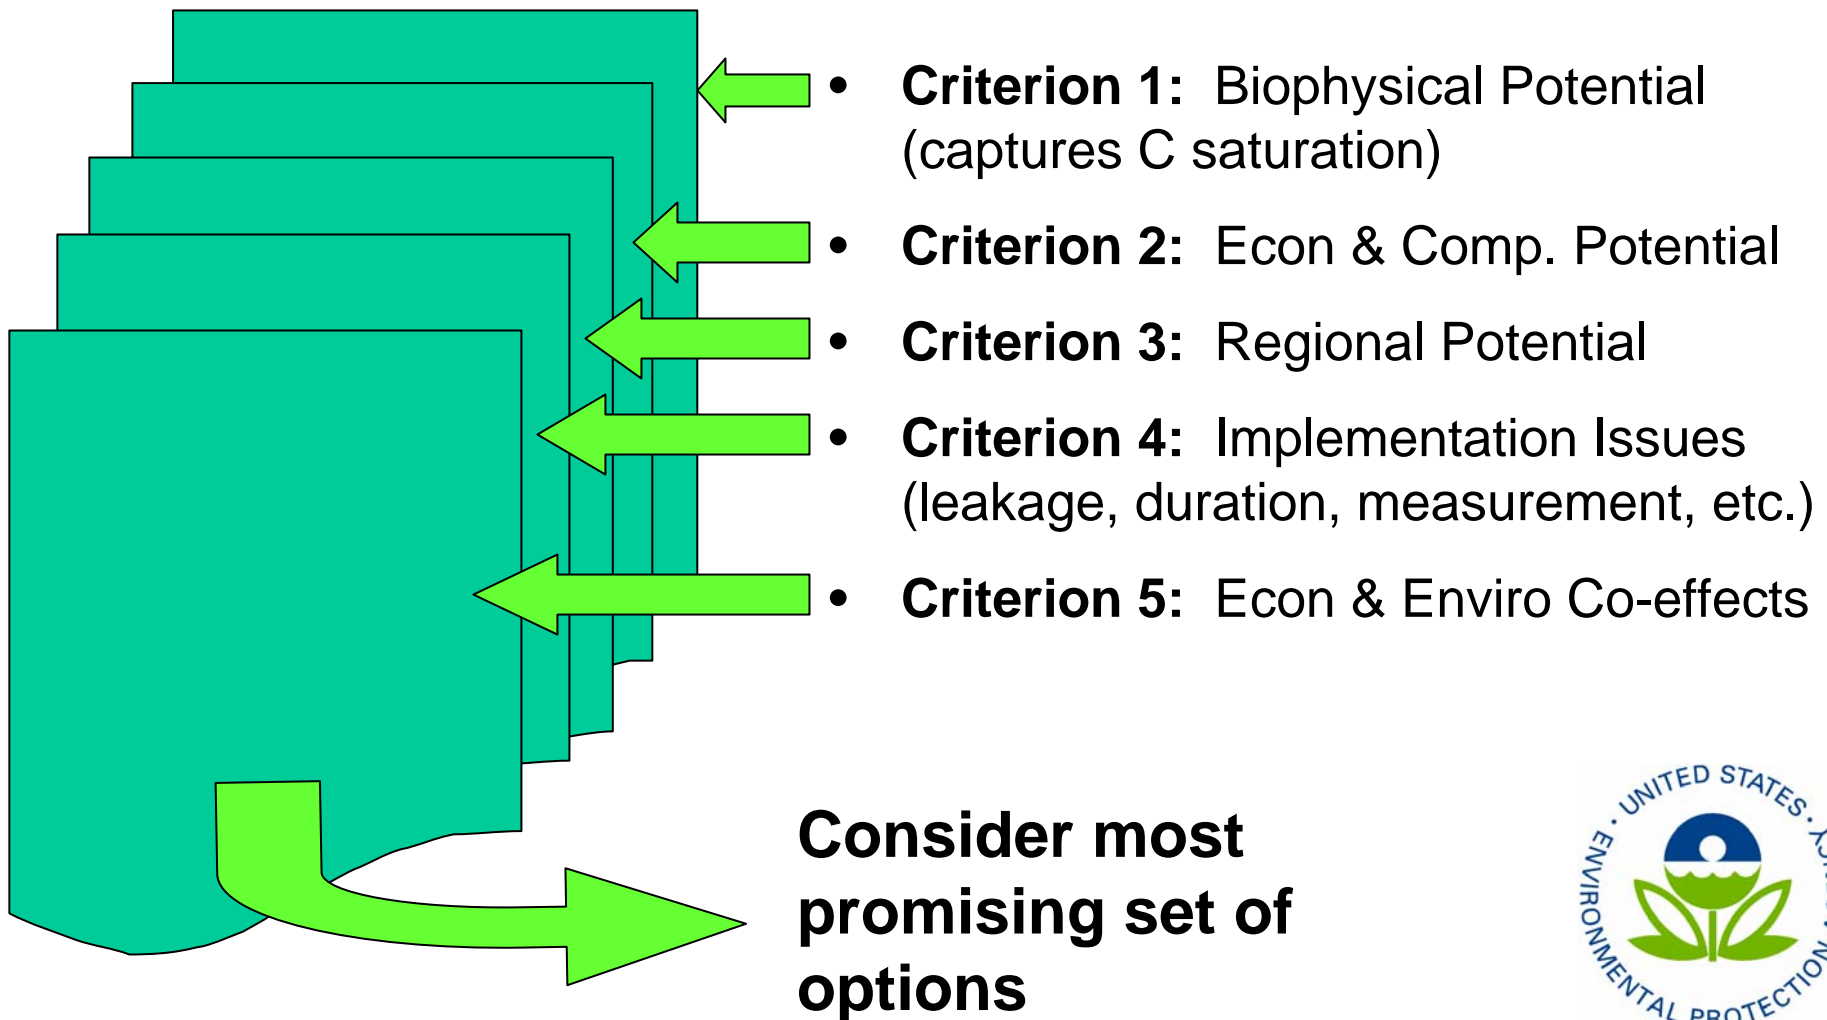 • Criterion 1: Biophysical Potential
(captures C saturation)
• Criterion 2: Econ & Comp. Potential
• Criterion 3: Regional Potential
• Criterion 4: Implementation Issues
(leakage, duration, measurement, etc.)
• Criterion 5: Econ & Enviro Co-effects
Consider most
promising set of
options
UNITED STATES
ENVIRONMENTAL PROTECTION